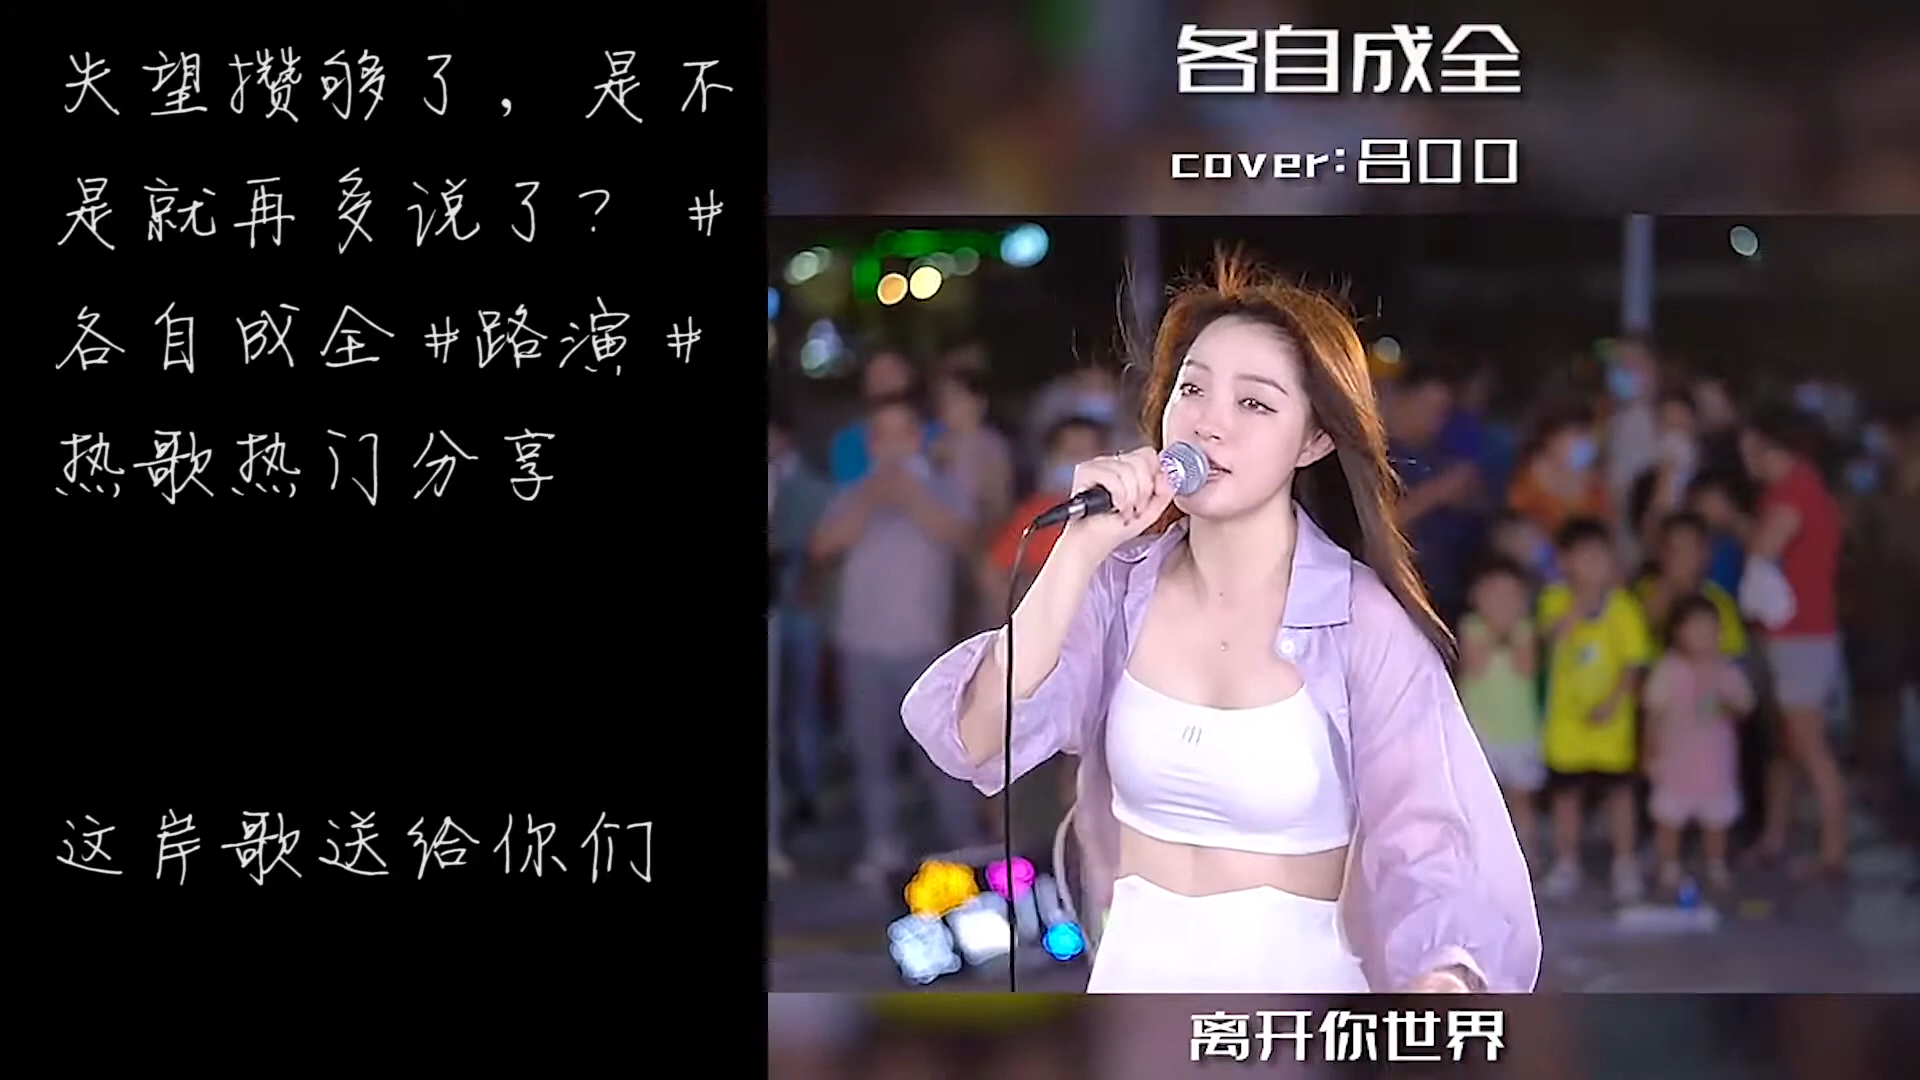 失望攒够了，是不
是就再多说了？#
各自成全#路演#
热歌热门分享
这岸歌送给你们
各自成全
cover:吕口口
离开你世界